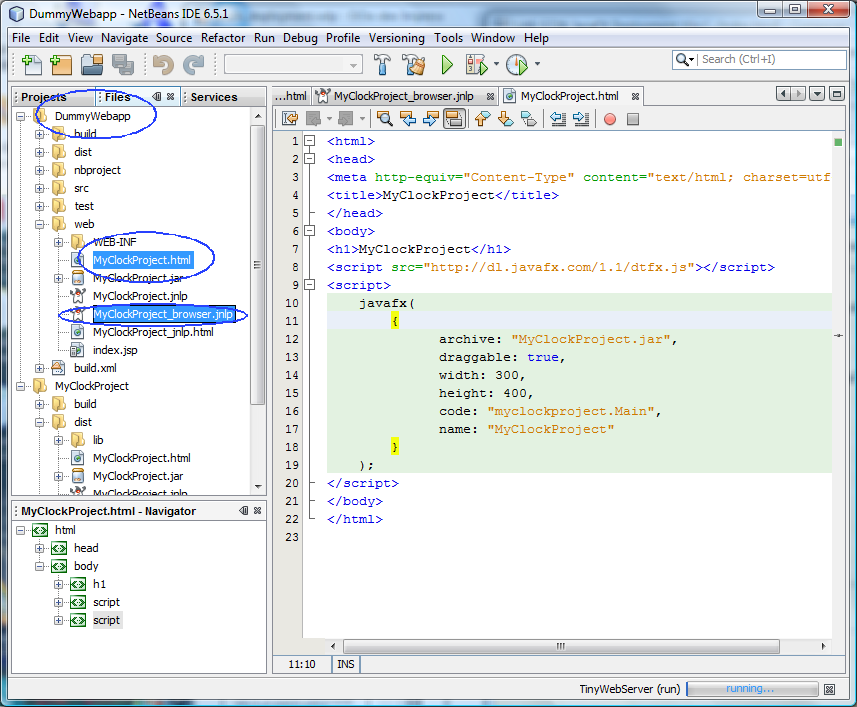 DummyWebapp - NetBeans IDE 6.5.1
File Edit View Navigate Source Refactor Run Debug Profile Versioning Tools Window Help
Search (Ctrl+I)
Projects Files Services
DummyWebapp
build
dist
nbproject
src
test
web
WEB-INF
MyClockProject.html
MyClockProject.jar
MyClockProject.jnlp
MyClockProject_browser.jnlp
MyClockProject_jnlp.html
index.jsp
build.xml
MyClockProject
build
dist
lib
MyClockProject.html
MyClockProject.jar
MyClockProject.jnlp
MyClockProject.html - Navigator
html
head
body
h1
script
script
...html MyClockProject_browser.jnlp MyClockProject.html
1 <html>
2 <head>
3 <meta http-equiv="Content-Type" content="text/html; charset=utf
4 <title>MyClockProject</title>
5 </head>
6 <body>
7 <h1>MyClockProject</h1>
8 <script src="http://dl.javafx.com/1.1/dtfx.js"></script>
9 <script>
10 javafx(
11 {
12 archive: "MyClockProject.jar",
13 draggable: true,
14 width: 300,
15 height: 400,
16 code: "myclockproject.Main",
17 name: "MyClockProject"
18 }
19 );
20 </script>
21 </body>
22 </html>
23
11:10 INS
TinyWebServer (run) running...